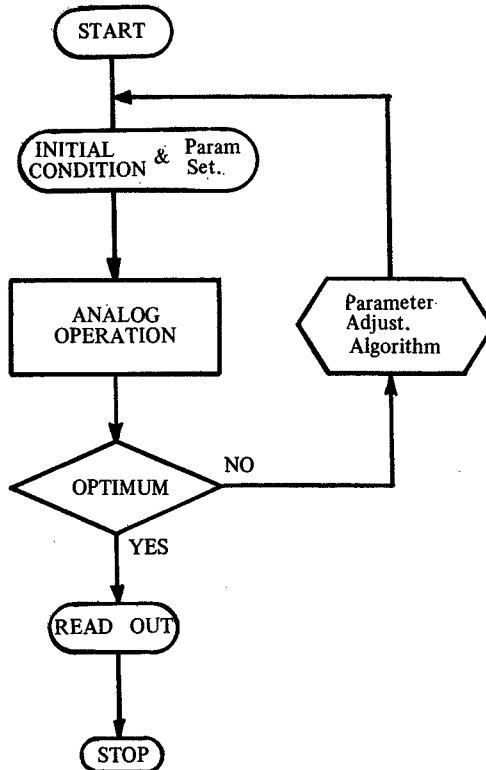 START
INITIAL & Param
CONDITION Set.
ANALOG
OPERATION
Parameter
Adjust.
Algorithm
OPTIMUM
NO
YES
READ OUT
STOP